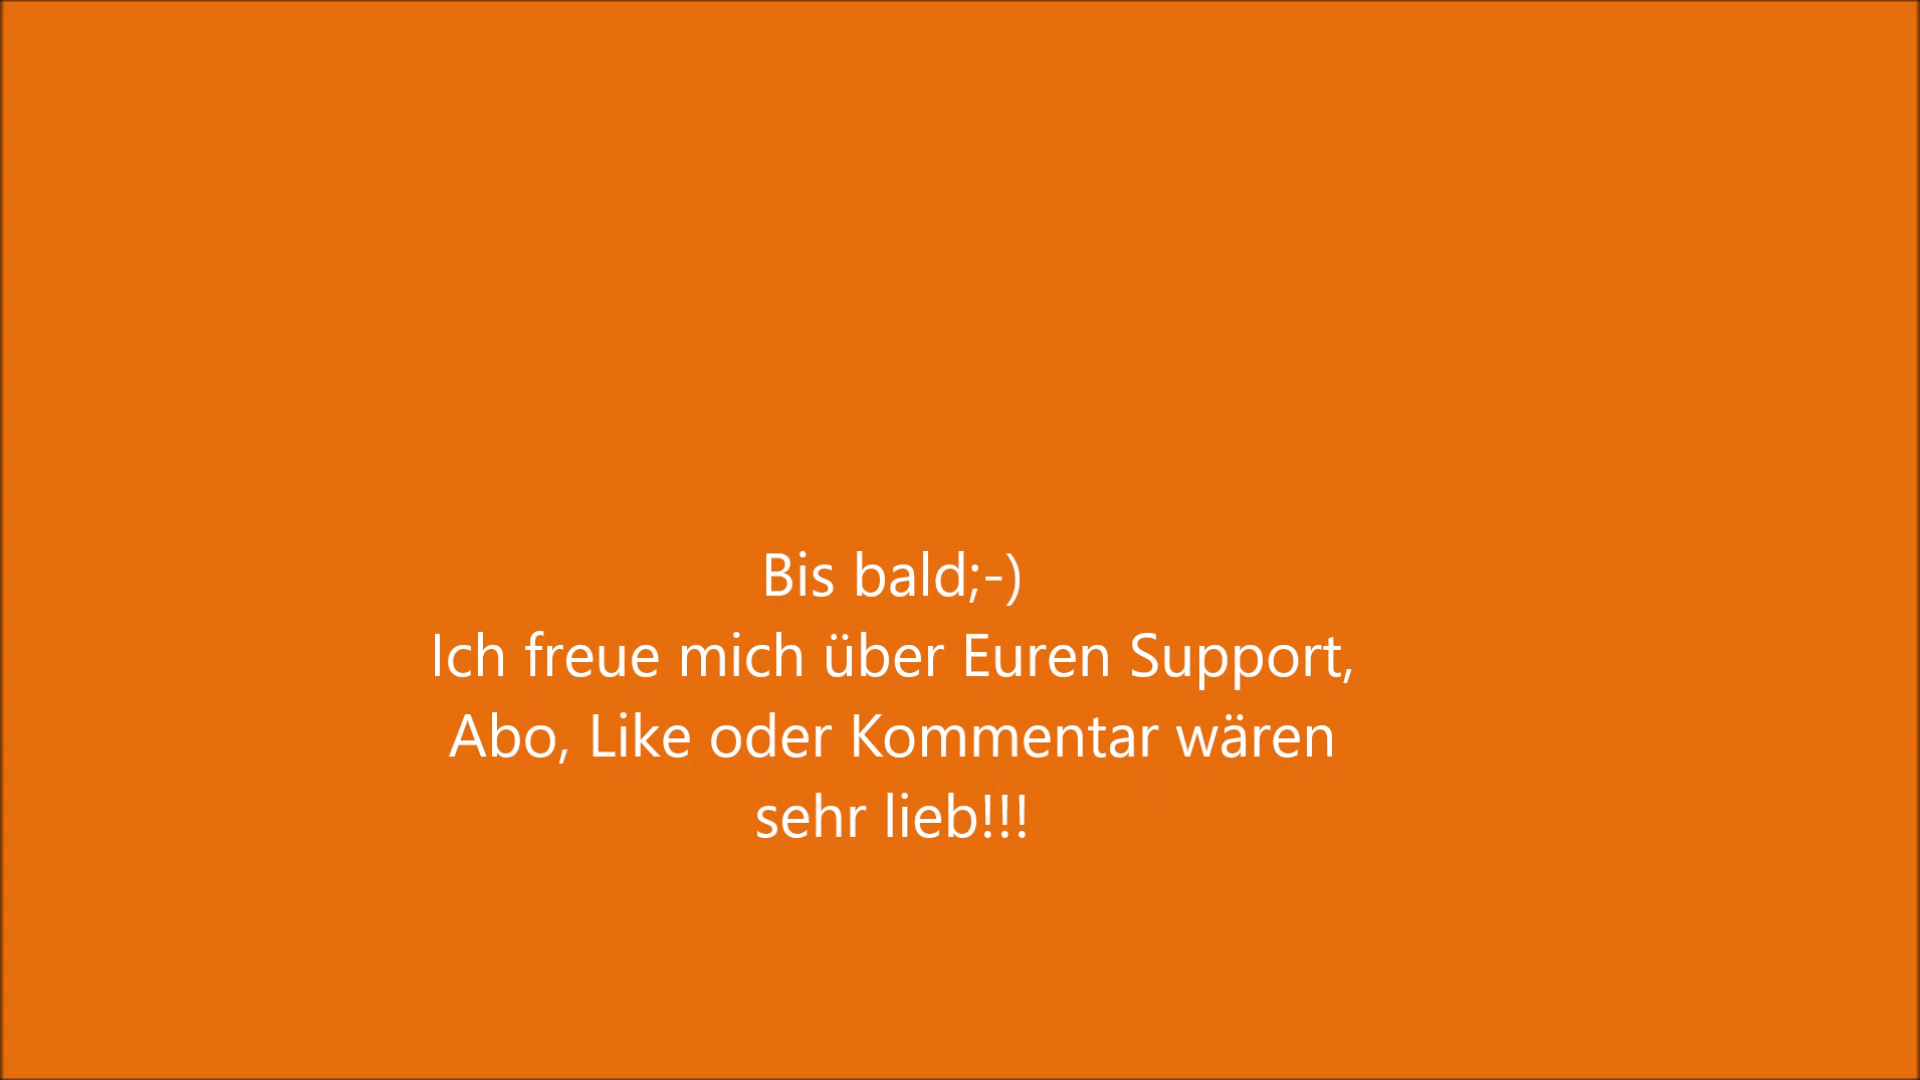 Bis bald;-)
Ich freue mich über Euren Support,
Abo, Like oder Kommentar wären
sehr lieb!!!